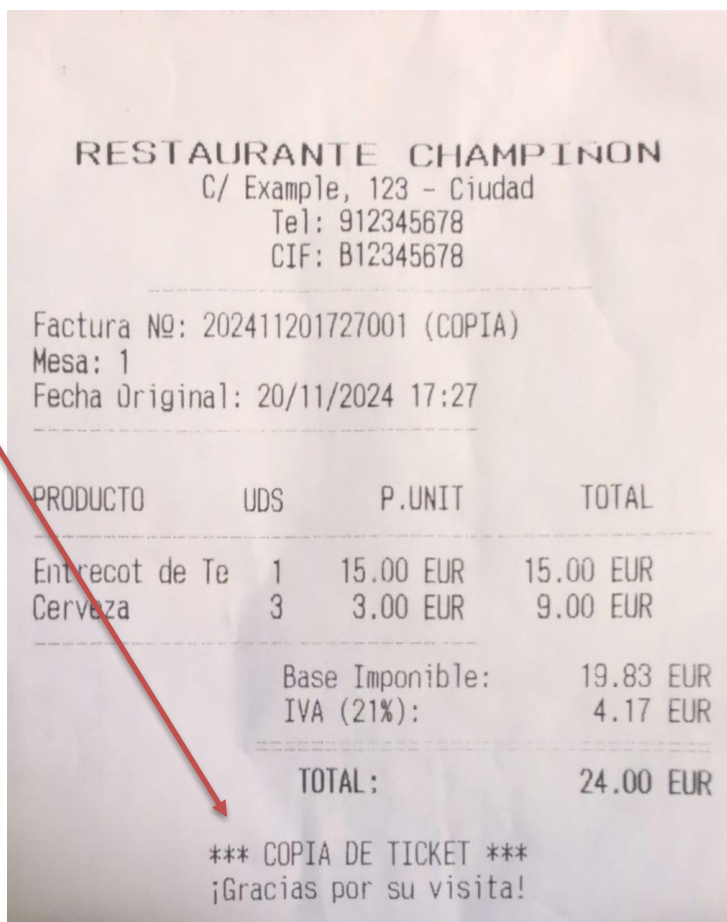 RESTAURANTE CHAMPIÑON
C/ Example, 123 - Ciudad
Tel: 912345678
CIF: B12345678
Factura Nº: 202411201727001 (COPIA)
Mesa: 1
Fecha Original: 20/11/2024 17:27
PRODUCTO UDS P.UNIT TOTAL
Entrecot de Te 1 15.00 EUR 15.00 EUR
Cerveza 3 3.00 EUR 9.00 EUR
Base Imponible: 19.83 EUR
IVA (21%): 4.17 EUR
TOTAL: 24.00 EUR
*** COPIA DE TICKET ***
¡Gracias por su visita!